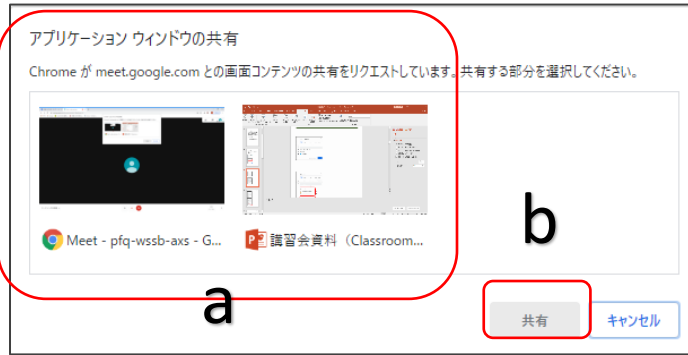 アプリケーション ウィンドウの共有
Chrome が meet.google.com との画面コンテンツの共有をリクエストしています。共有する部分を選択してください。
Meet - pfq-wssb-axs - G...
講習会資料（Classroom...
b
a
共有
キャンセル